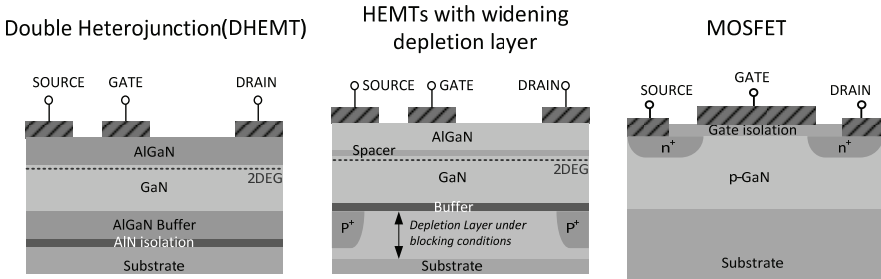 Double Heterojunction(DHEMT)
SOURCE GATE DRAIN
AlGaN
2DEG
GaN
AlGaN Buffer
AlN isolation
Substrate
HEMTs with widening
depletion layer
SOURCE GATE DRAIN
AlGaN
Spacer
2DEG
GaN
Buffer
P+ Depletion Layer under P+
blocking conditions
Substrate
MOSFET
SOURCE GATE DRAIN
Gate isolation
n+ n+
p-GaN
Substrate